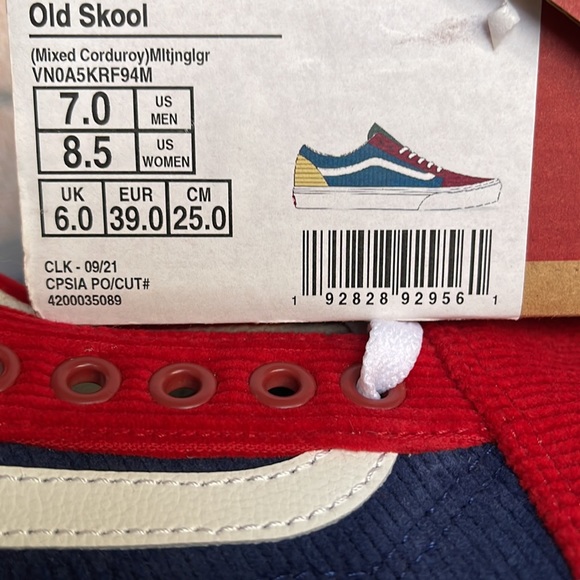 Old Skool
(Mixed Corduroy)Mltjnglgr
VN0A5KRF94M
7.0 US MEN
8.5 US WOMEN
UK EUR CM
6.0 39.0 25.0
CLK - 09/21
CPSIA PO/CUT#
4200035089
1 92828 92956 1